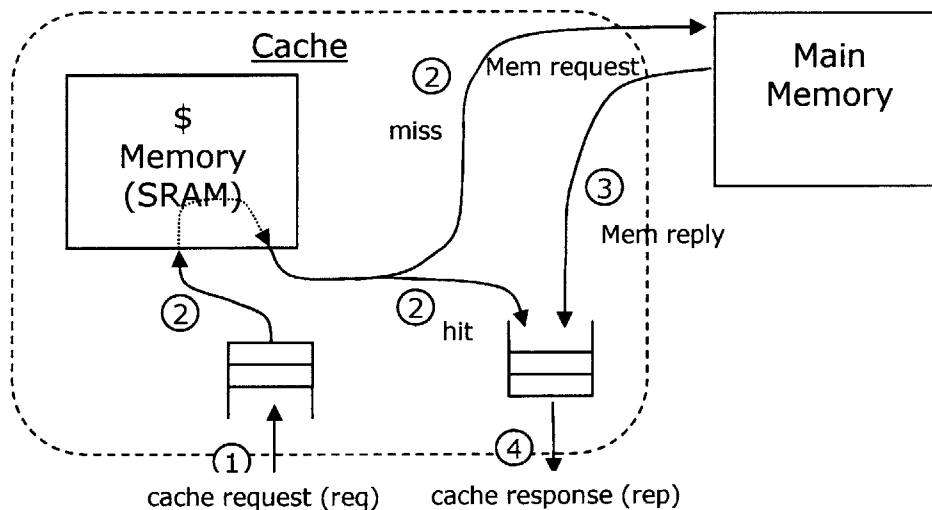 Cache
$
Memory
(SRAM)
Main
Memory
2
Mem request
miss
3
Mem reply
2
2
hit
1
4
cache request (req)
cache response (rep)